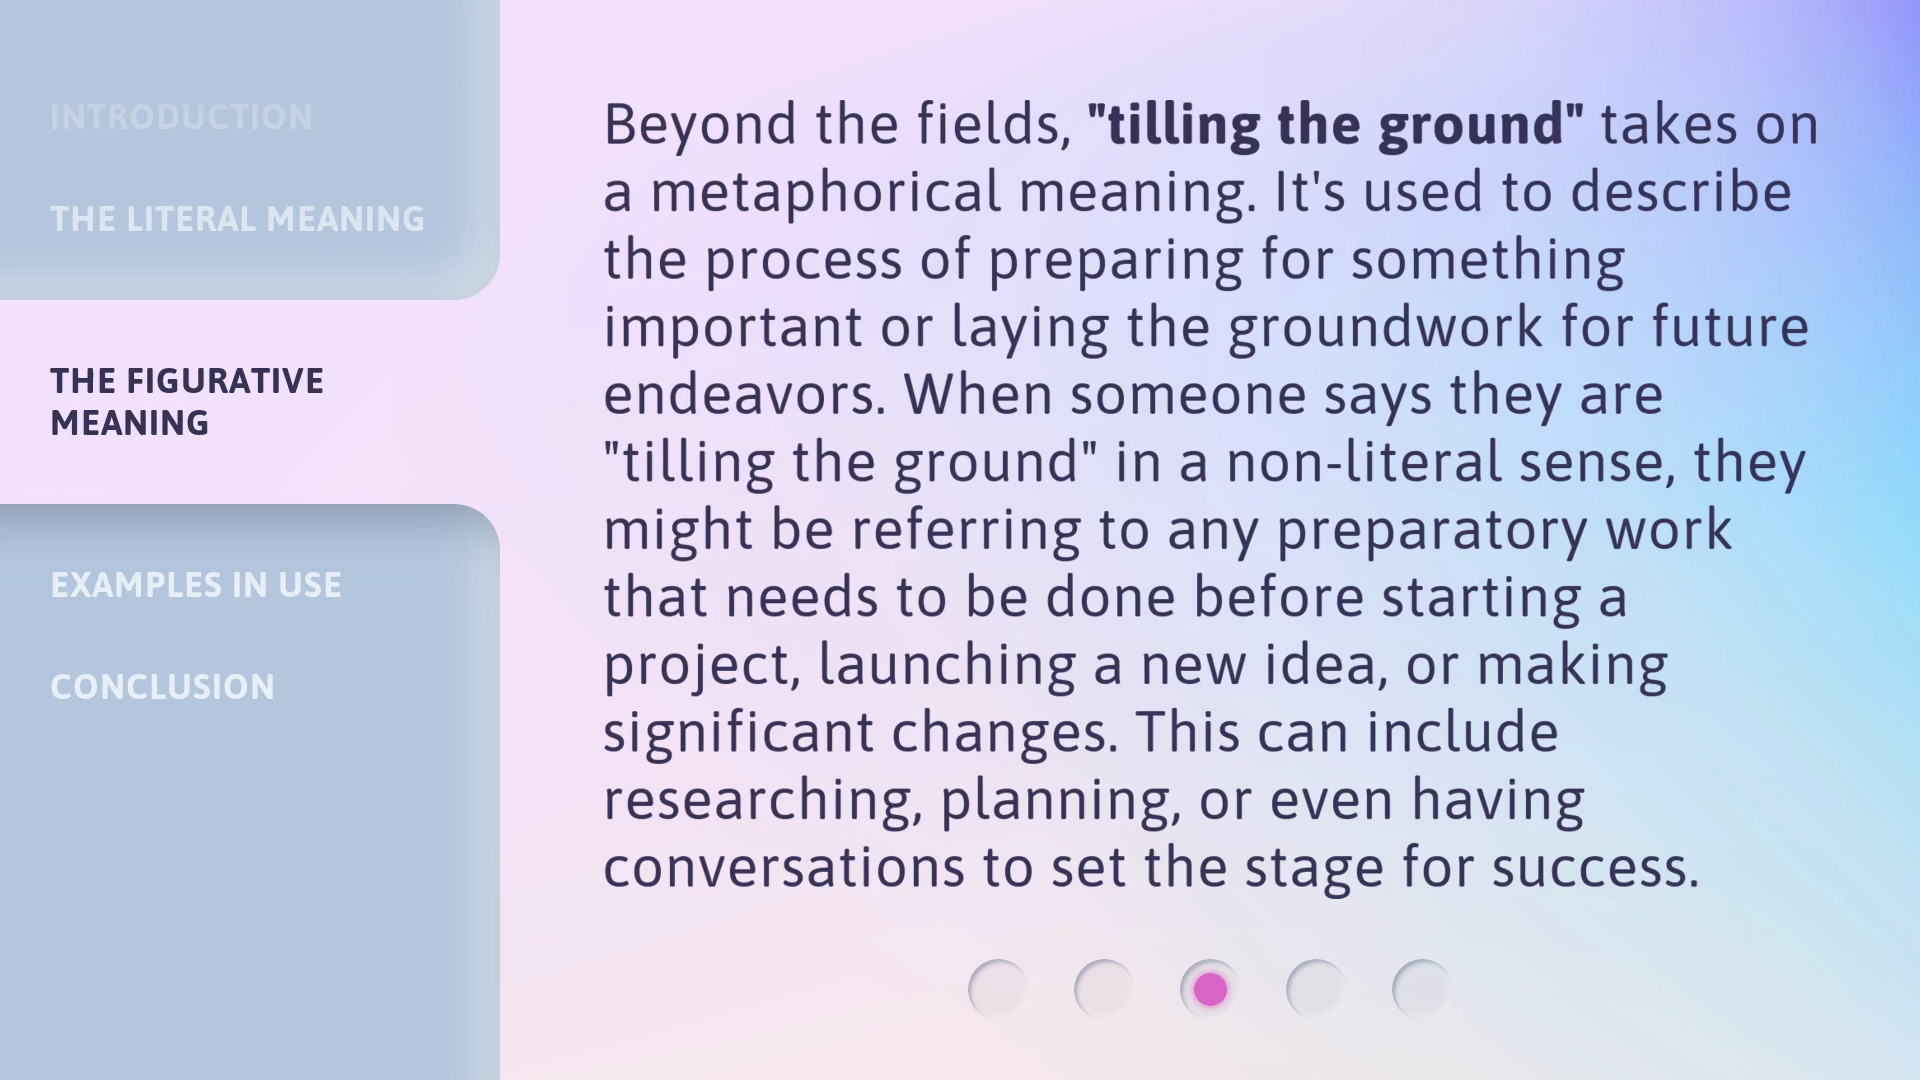 INTRODUCTION
THE LITERAL MEANING
THE FIGURATIVE
MEANING
EXAMPLES IN USE
CONCLUSION
Beyond the fields, "tilling the ground" takes on
a metaphorical meaning. It's used to describe
the process of preparing for something
important or laying the groundwork for future
endeavors. When someone says they are
"tilling the ground" in a non-literal sense, they
might be referring to any preparatory work
that needs to be done before starting a
project, launching a new idea, or making
significant changes. This can include
researching, planning, or even having
conversations to set the stage for success.